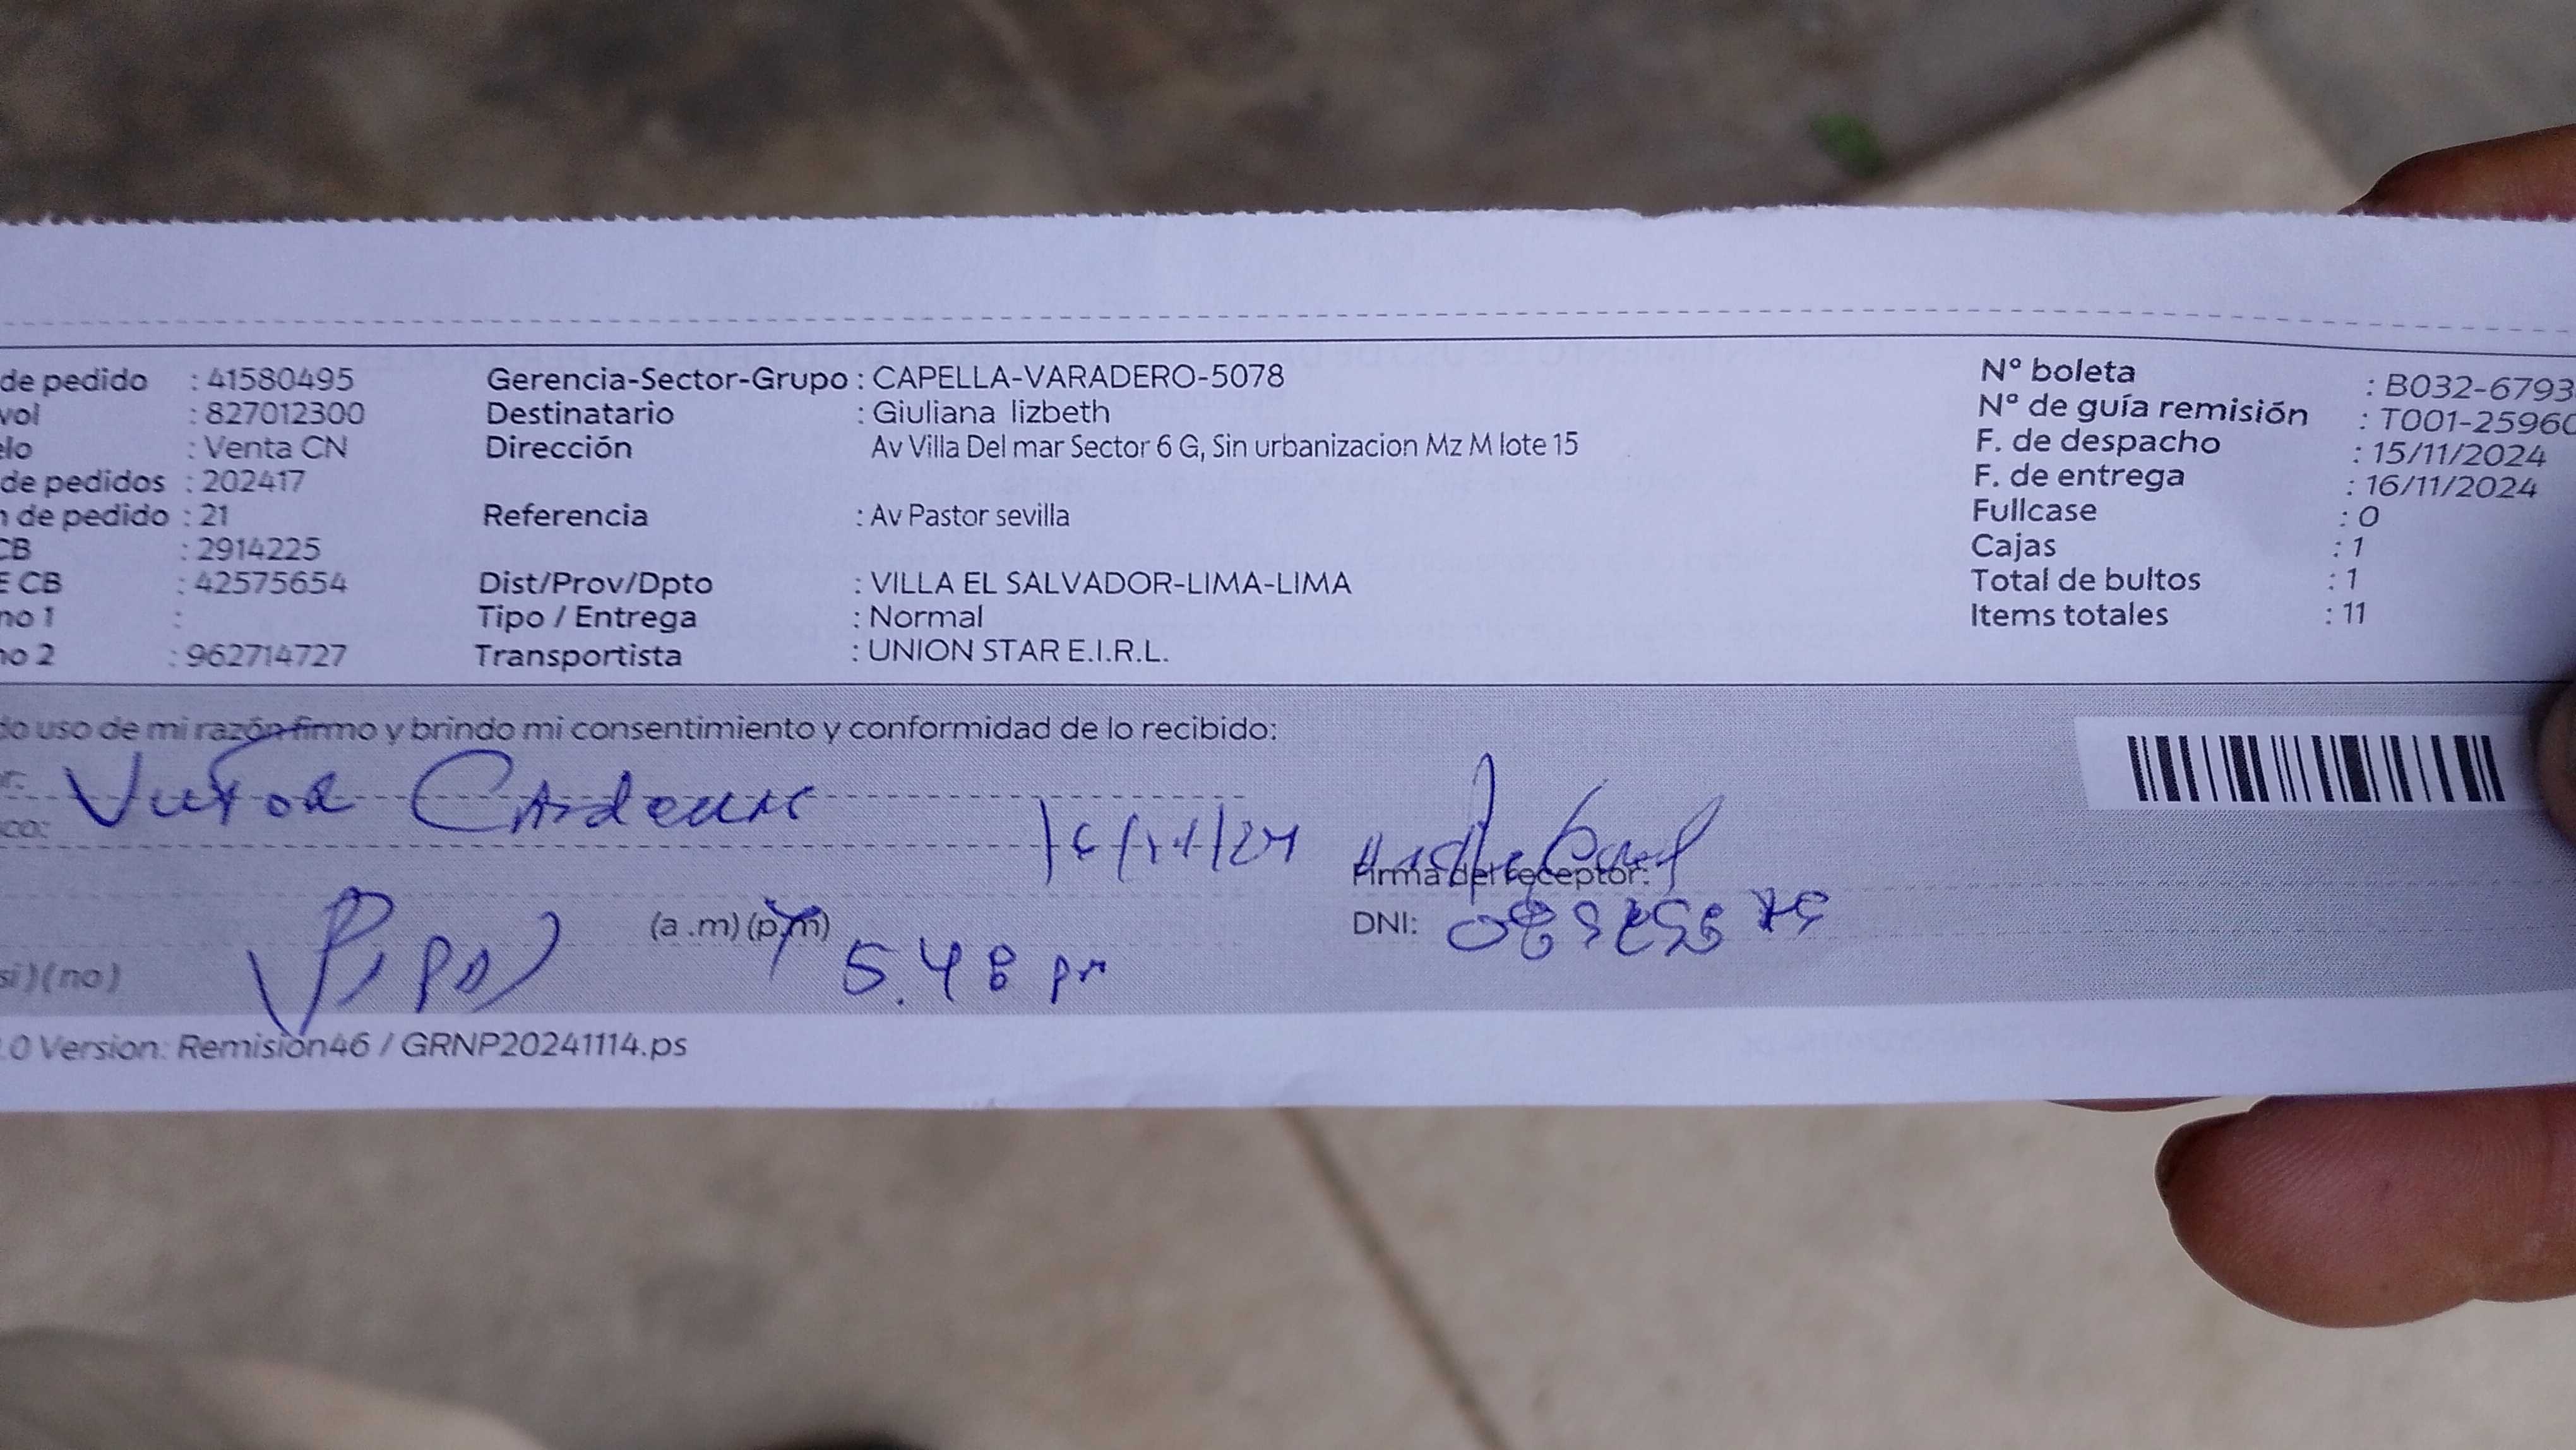 de pedido : 41580495 Gerencia-Sector-Grupo : CAPELLA-VARADERO-5078 Nº boleta : B032-6793
vol : 827012300 Destinatario : Giuliana lizbeth Nº de guía remisión : T001-25960
elo : Venta CN Dirección Av Villa Del mar Sector 6 G, Sin urbanizacion Mz M lote 15 F. de despacho : 15/11/2024
de pedidos : 202417 F. de entrega : 16/11/2024
n de pedido : 21 Referencia : Av Pastor sevilla Fullcase : 0
CB : 2914225 Cajas : 1
E CB : 42575654 Dist/Prov/Dpto : VILLA EL SALVADOR-LIMA-LIMA Total de bultos : 1
no 1 : Tipo / Entrega : Normal Items totales : 11
no 2 : 962714727 Transportista : UNION STAR E.I.R.L.
do uso de mi razón firmo y brindo mi consentimiento y conformidad de lo recibido:
r: Victor Cardenas
co: 16/11/24 Firma del receptor:
(a.m) (p.m) DNI:
si) (no) 5.48 pm
.0 Version: Remision46 / GRNP20241114.ps